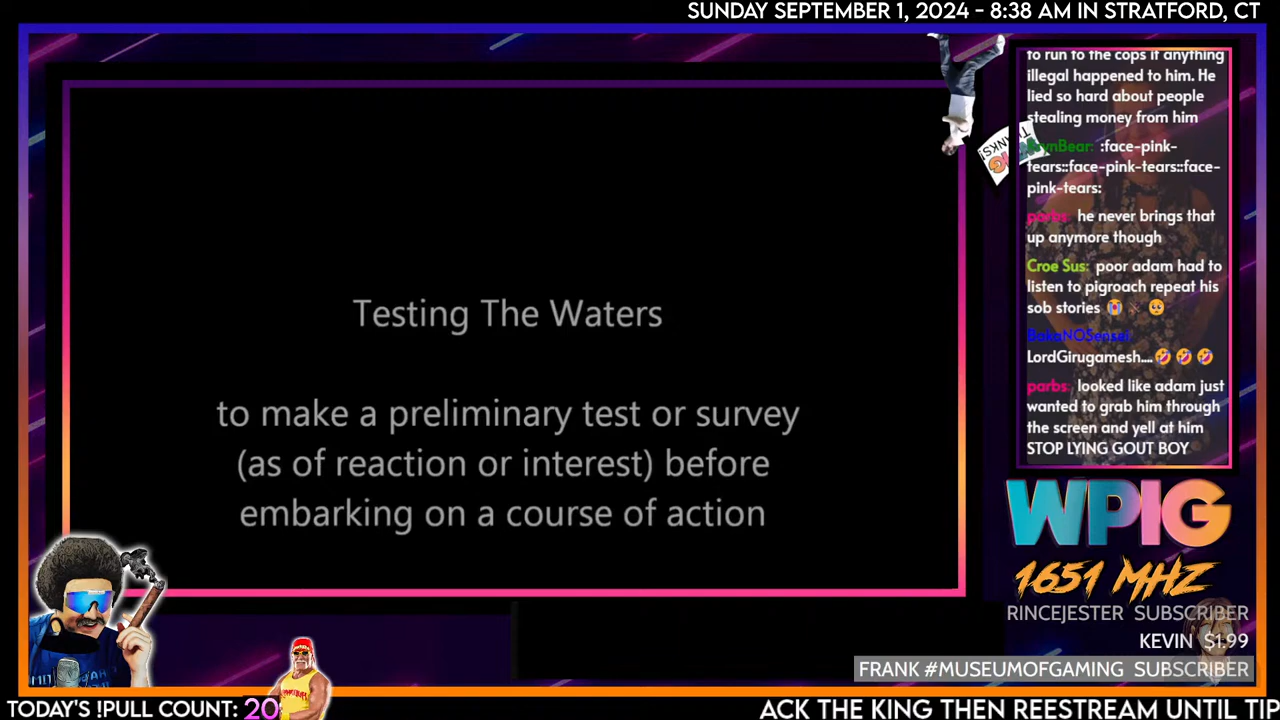 SUNDAY SEPTEMBER 1, 2024 - 8:38 AM IN STRATFORD, CT
Testing The Waters
to make a preliminary test or survey
(as of reaction or interest) before
embarking on a course of action
to run to the cops if anything
illegal happened to him. He
lied so hard about people
stealing money from him
:face-pink-
tears::face-pink-tears::face-
pink-tears:
parbs: he never brings that
up anymore though
Croe Sus: poor adam had to
listen to pigroach repeat his
sob stories 😭 🥺
BakaNOSensei:
LordGirugamesh....🤣🤣🤣
parbs: looked like adam just
wanted to grab him through
the screen and yell at him
STOP LYING GOUT BOY
THANKS!
WPIG
1651 MHZ
RINCEJESTER SUBSCRIBER
KEVIN $1.99
FRANK #MUSEUMOFGAMING SUBSCRIBER
TODAY'S !PULL COUNT: 20
ACK THE KING THEN REESTREAM UNTIL TIP